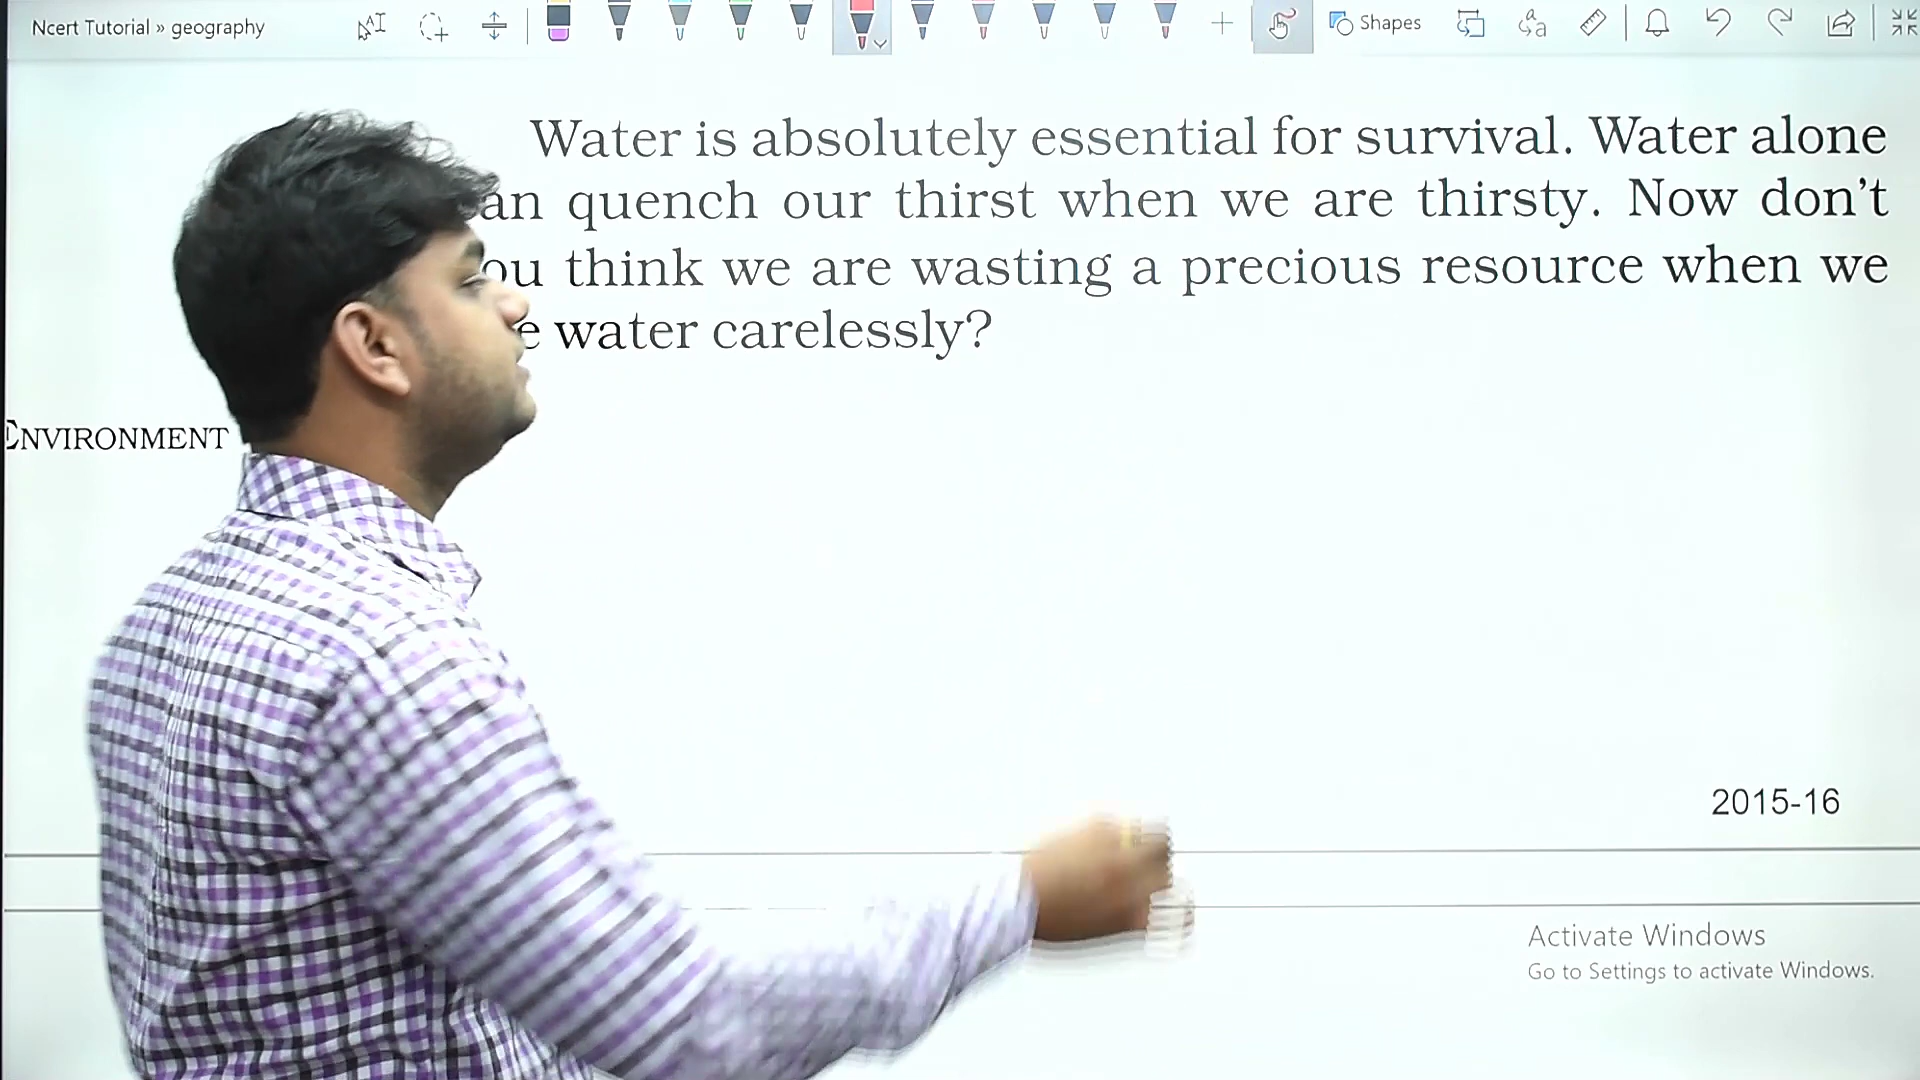 Ncert Tutorial » geography
Shapes
Water is absolutely essential for survival. Water alone
quench our thirst when we are thirsty. Now don't
think we are wasting a precious resource when we
water carelessly?
ENVIRONMENT
2015-16
Activate Windows
Go to Settings to activate Windows.